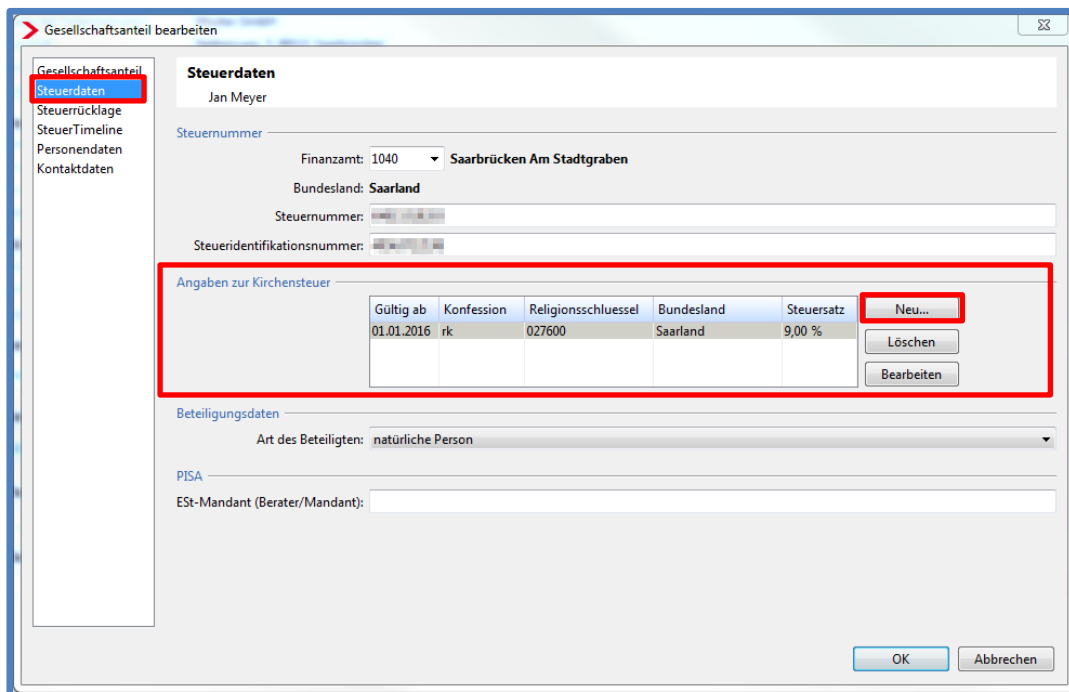 Gesellschaftsanteil bearbeiten
Gesellschaftsanteil
Steuerdaten
Steuerrücklage
SteuerTimeline
Personendaten
Kontaktdaten
Steuerdaten
Jan Meyer
Steuernummer
Finanzamt: 1040 Saarbrücken Am Stadtgraben
Bundesland: Saarland
Steuernummer:
Steueridentifikationsnummer:
Angaben zur Kirchensteuer
Gültig ab Konfession Religionsschluessel Bundesland Steuersatz
01.01.2016 rk 027600 Saarland 9,00 %
Neu...
Löschen
Bearbeiten
Beteiligungsdaten
Art des Beteiligten: natürliche Person
PISA
ESt-Mandant (Berater/Mandant):
OK Abbrechen